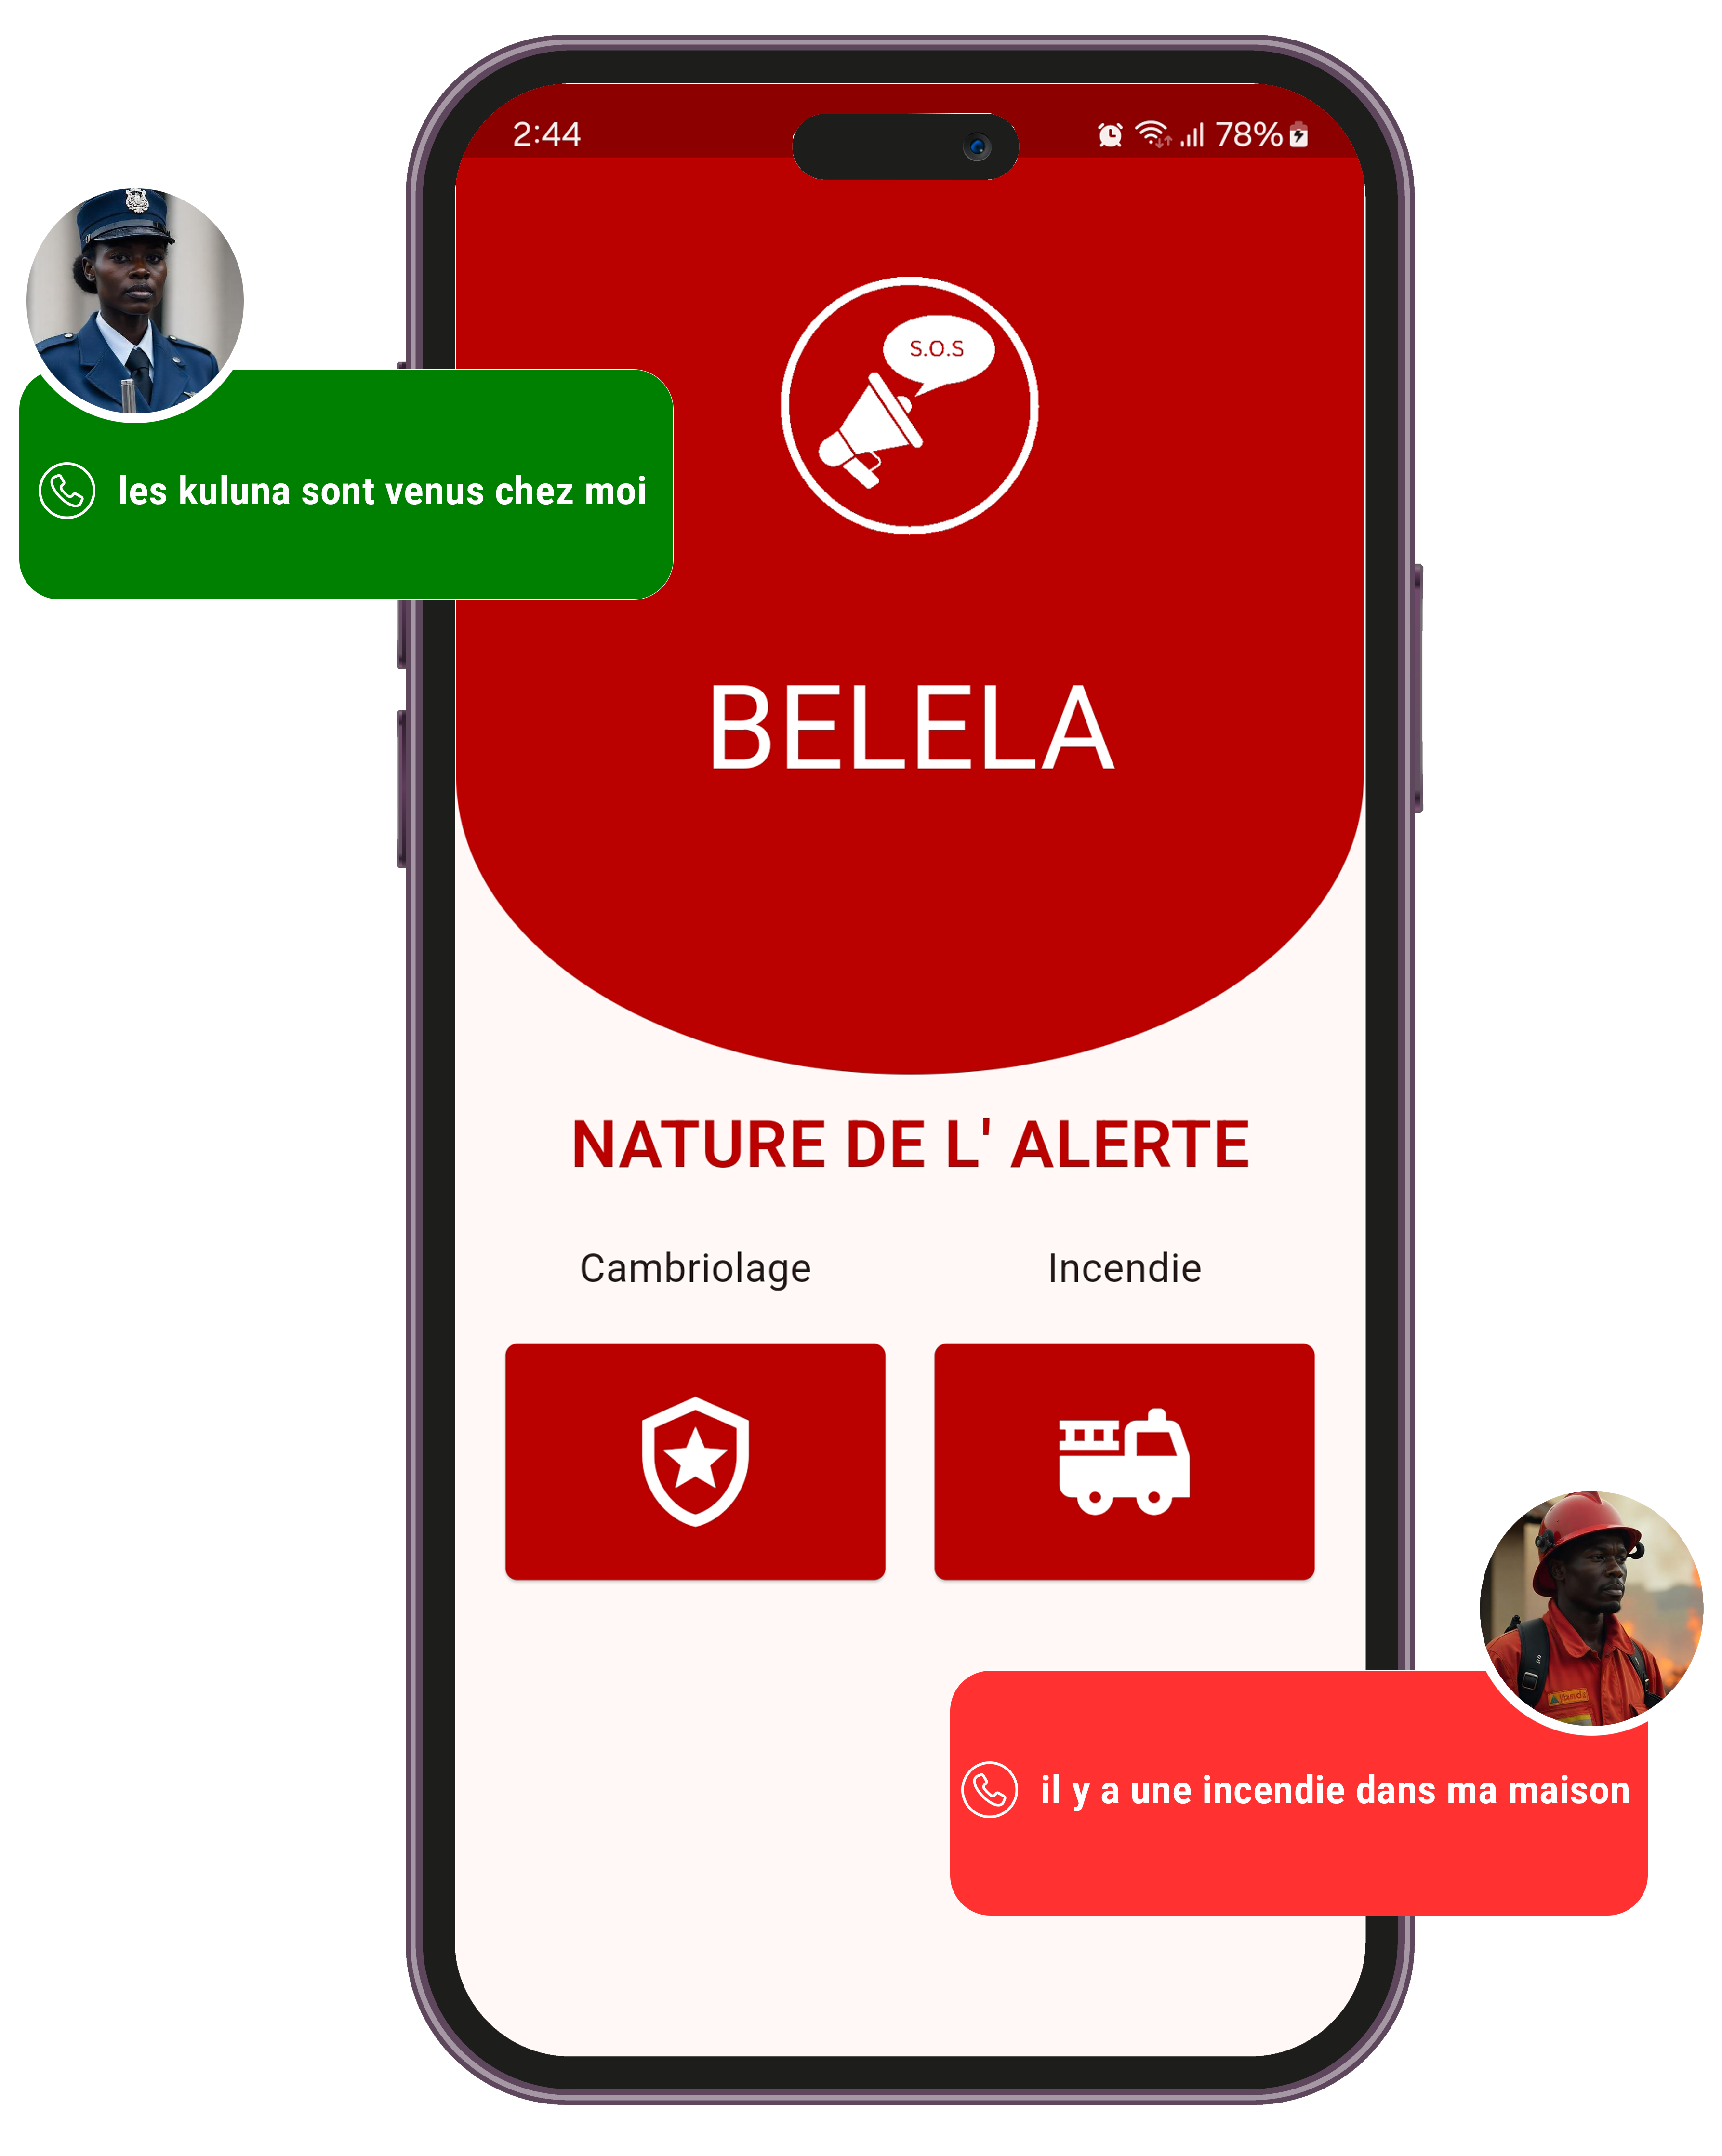 2:44
78%
S.O.S
les kuluna sont venus chez moi
BELELA
NATURE DE L' ALERTE
Cambriolage
Incendie
il y a une incendie dans ma maison